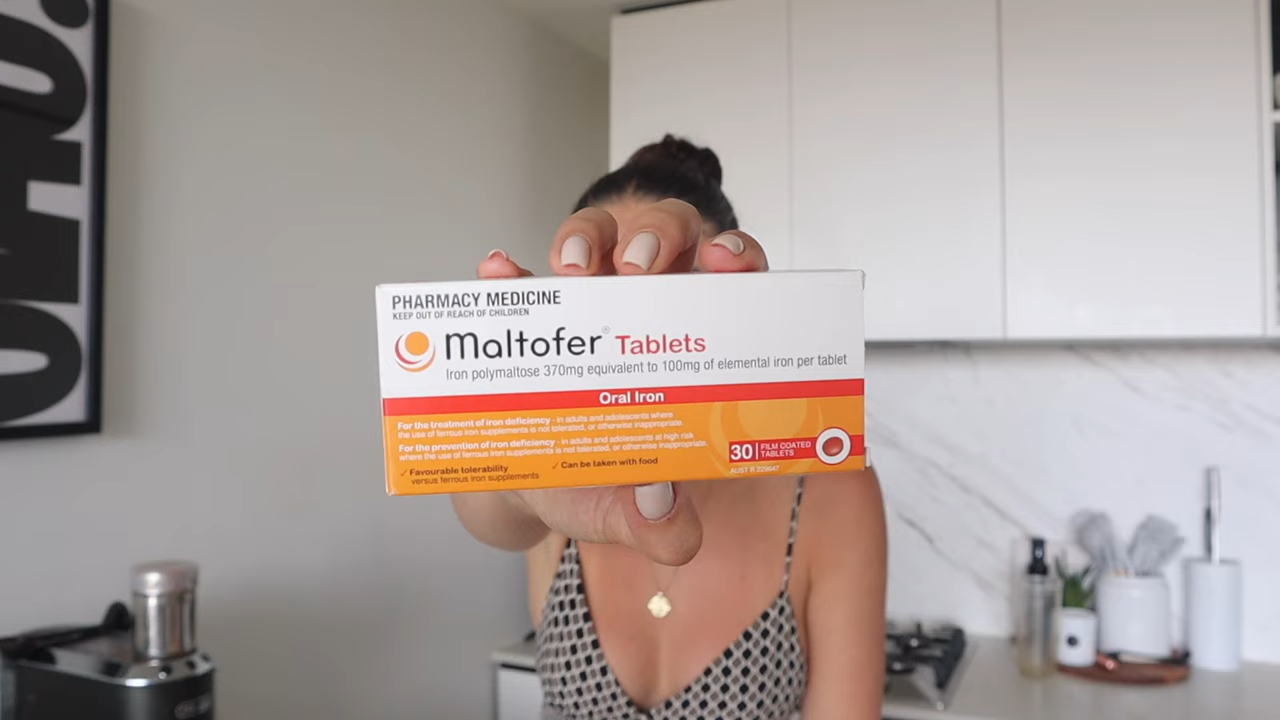 PHARMACY MEDICINE
KEEP OUT OF REACH OF CHILDREN
Maltofer® Tablets
Iron polymaltose 370mg equivalent to 100mg of elemental iron per tablet
Oral Iron
For the treatment of iron deficiency - in adults and adolescents where
the use of ferrous iron supplements is not tolerated, or otherwise inappropriate.
For the prevention of iron deficiency - in adults and adolescents at high risk
where the use of ferrous iron supplements is not tolerated, or otherwise inappropriate.
✓ Favourable tolerability
versus ferrous iron supplements
✓ Can be taken with food
30 FILM COATED
TABLETS
AUST R 229647